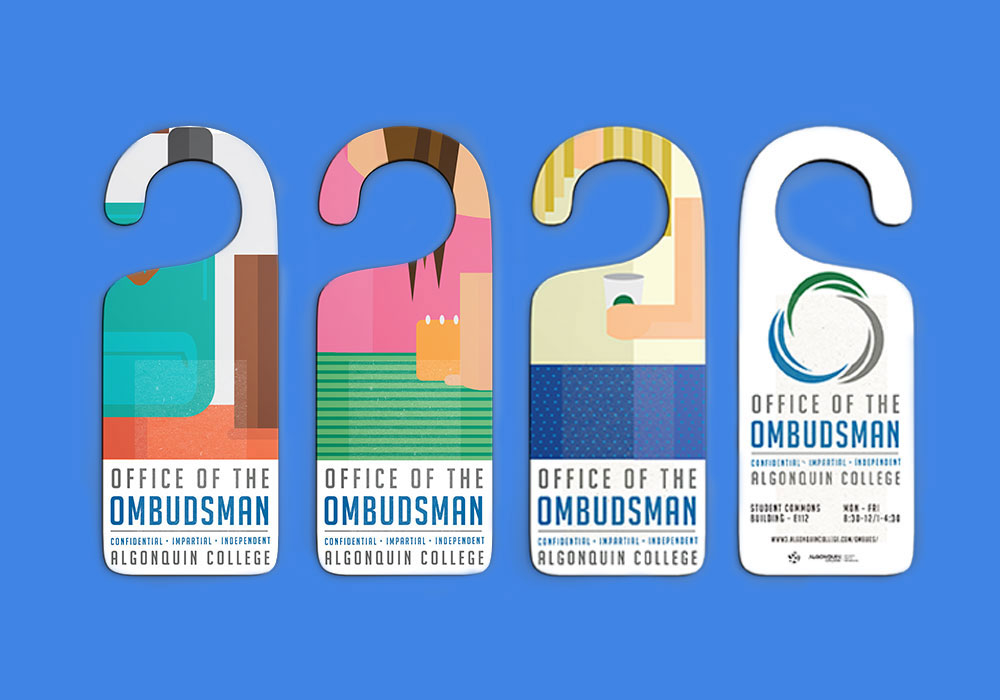 OFFICE OF THE
OMBUDSMAN
CONFIDENTIAL • IMPARTIAL • INDEPENDENT
ALGONQUIN COLLEGE
OFFICE OF THE
OMBUDSMAN
CONFIDENTIAL • IMPARTIAL • INDEPENDENT
ALGONQUIN COLLEGE
OFFICE OF THE
OMBUDSMAN
CONFIDENTIAL • IMPARTIAL • INDEPENDENT
ALGONQUIN COLLEGE
OFFICE OF THE
OMBUDSMAN
CONFIDENTIAL • IMPARTIAL • INDEPENDENT
ALGONQUIN COLLEGE
STUDENT COMMONS
BUILDING - E112
MON - FRI
8:30-12/1-4:30
ALGONQUIN
COLLEGE